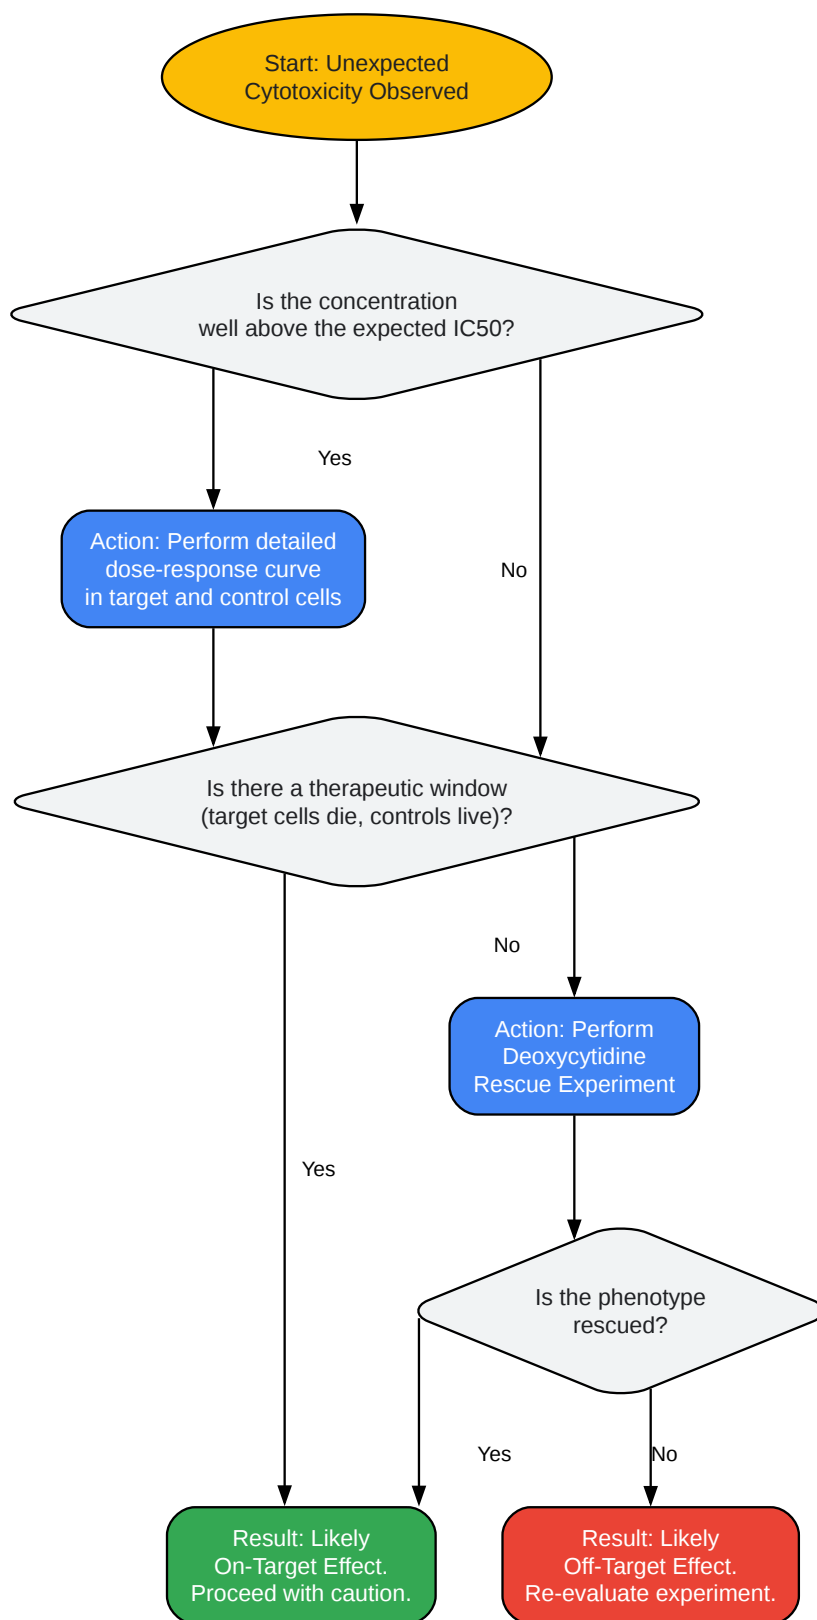 Start: Unexpected
Cytotoxicity Observed
Is the concentration
well above the expected IC50?
Yes
Action: Perform detailed
dose-response curve
in target and control cells
No
Is there a therapeutic window
(target cells die, controls live)?
No
Action: Perform
Deoxycytidine
Rescue Experiment
Yes
Is the phenotype
rescued?
Yes
No
Result: Likely
On-Target Effect.
Proceed with caution.
Result: Likely
Off-Target Effect.
Re-evaluate experiment.